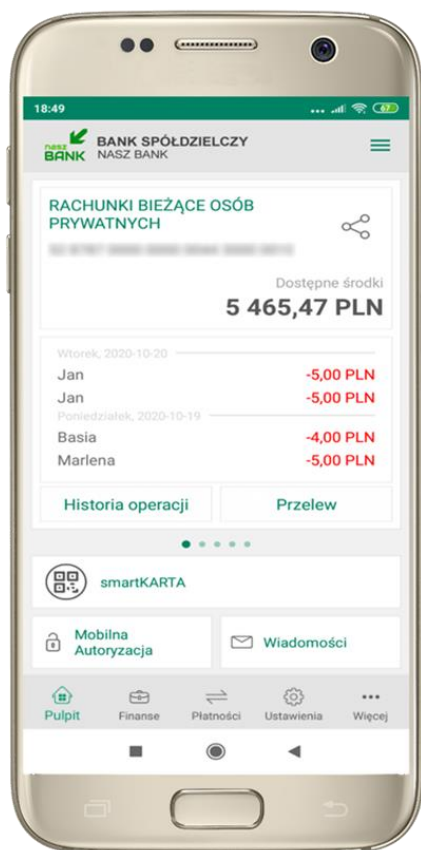 18:49
67
nasz BANK
BANK SPÓŁDZIELCZY
NASZ BANK
RACHUNKI BIEŻĄCE OSÓB
PRYWATNYCH
Dostępne środki
5 465,47 PLN
Wtorek, 2020-10-20
Jan -5,00 PLN
Jan -5,00 PLN
Poniedziałek, 2020-10-19
Basia -4,00 PLN
Marlena -5,00 PLN
Historia operacji Przelew
smartKARTA
Mobilna
Autoryzacja
Wiadomości
Pulpit Finanse Płatności Ustawienia Więcej